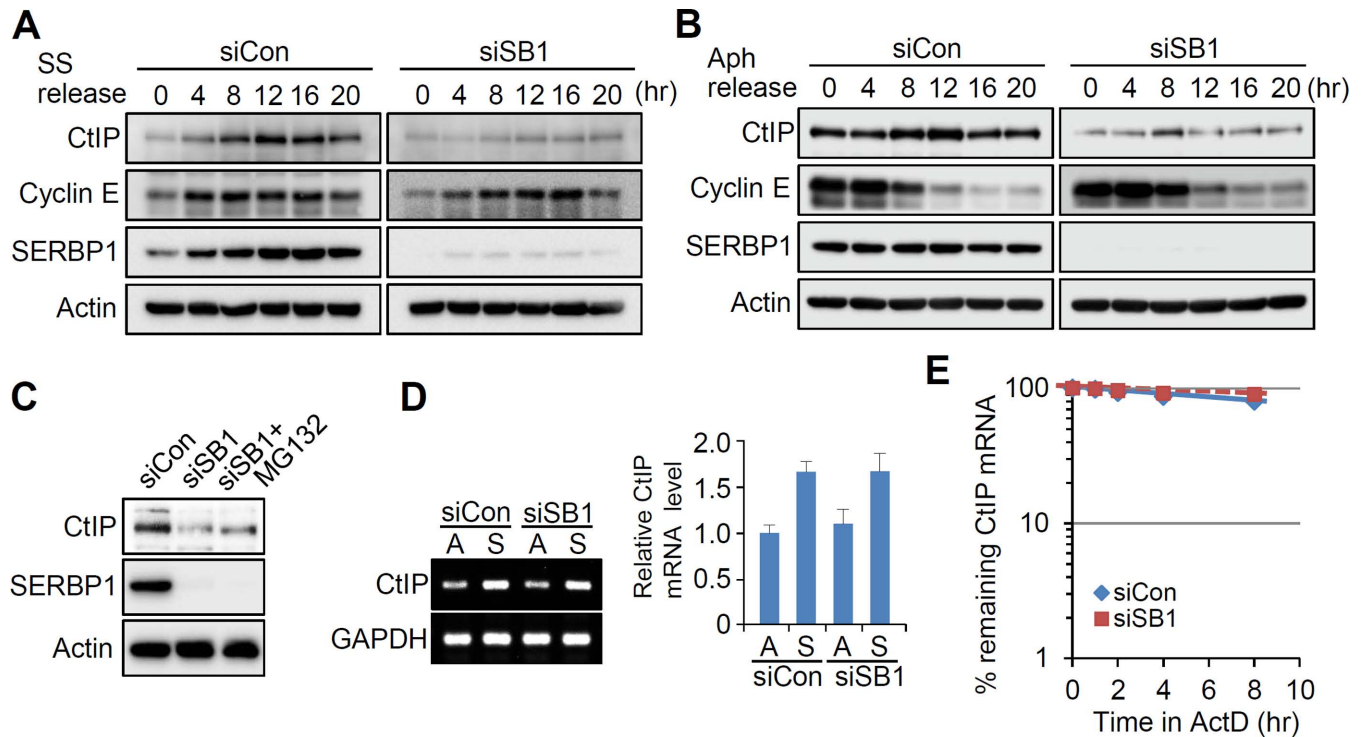 A
siCon siSB1
SS release 0 4 8 12 16 20 0 4 8 12 16 20 (hr)
CtIP
Cyclin E
SERBP1
Actin
B
siCon siSB1
Aph release 0 4 8 12 16 20 0 4 8 12 16 20
CtIP
Cyclin E
SERBP1
Actin
C
siCon siSB1 siSB1+ MG132
CtIP
SERBP1
Actin
D
siCon siSB1
A S A S
CtIP
GAPDH
Relative CtIP
mRNA level
2.0
1.5
1.0
0.5
0
A S A S
siCon siSB1
E
% remaining CtIP mRNA
100
10
1
siCon
siSB1
0 2 4 6 8 10
Time in ActD (hr)